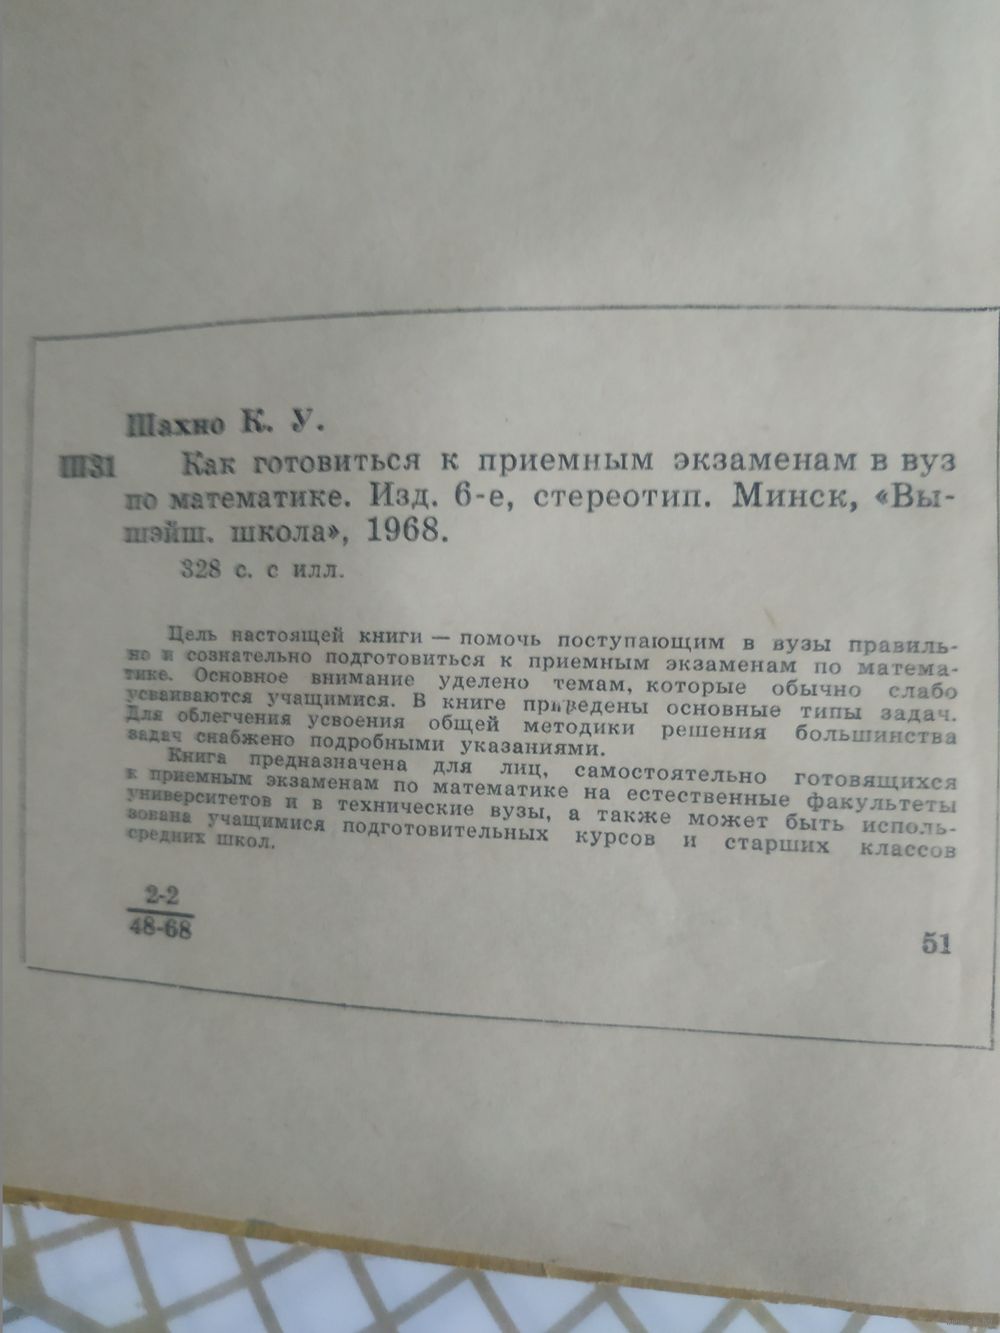 Шахно К. У.
Ш31 Как готовиться к приемным экзаменам в вуз
по математике. Изд. 6-е, стереотип. Минск, «Вы-
шэйш. школа», 1968.
328 с. с илл.
Цель настоящей книги — помочь поступающим в вузы правиль-
но и сознательно подготовиться к приемным экзаменам по матема-
тике. Основное внимание уделено темам, которые обычно слабо
усваиваются учащимися. В книге приведены основные типы задач.
Для облегчения усвоения общей методики решения большинства
задач снабжено подробными указаниями.
Книга предназначена для лиц, самостоятельно готовящихся
к приемным экзаменам по математике на естественные факультеты
университетов и в технические вузы, а также может быть исполь-
зована учащимися подготовительных курсов и старших классов
средних школ.
2-2
48-68
51